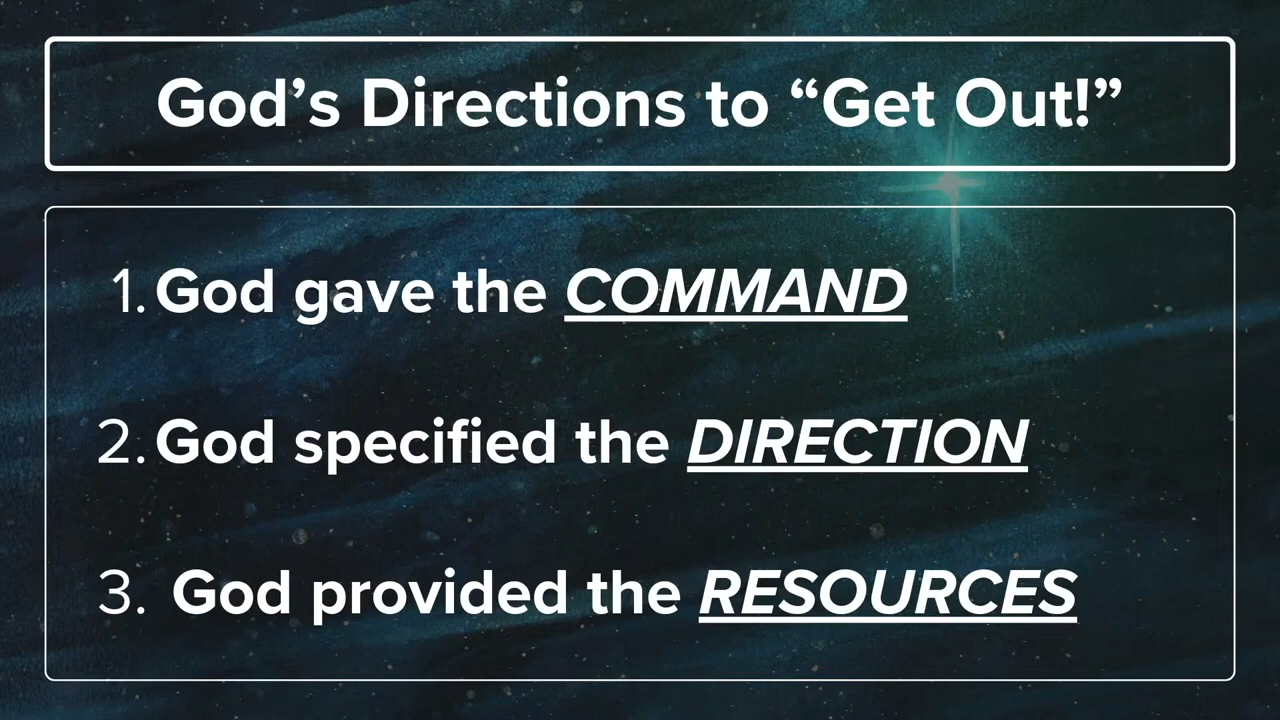 God’s Directions to “Get Out!”
1. God gave the COMMAND
2. God specified the DIRECTION
3. God provided the RESOURCES